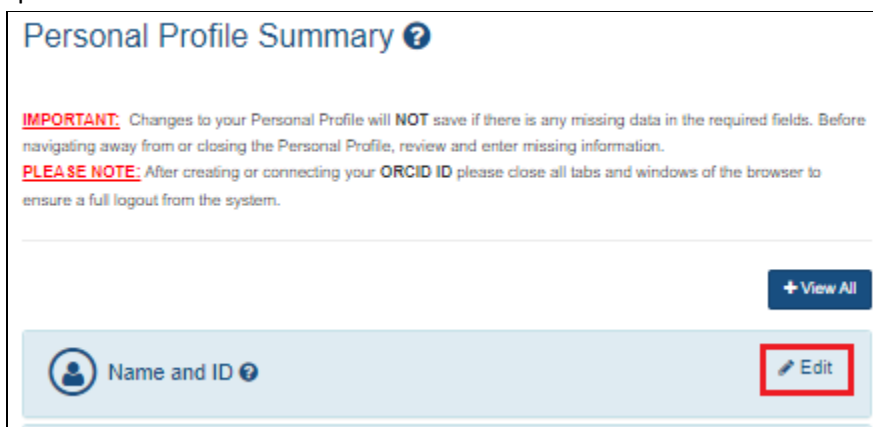 Personal Profile Summary
IMPORTANT: Changes to your Personal Profile will NOT save if there is any missing data in the required fields. Before
navigating away from or closing the Personal Profile, review and enter missing information.
PLEASE NOTE: After creating or connecting your ORCID ID please close all tabs and windows of the browser to
ensure a full logout from the system.
+ View All
Name and ID
Edit